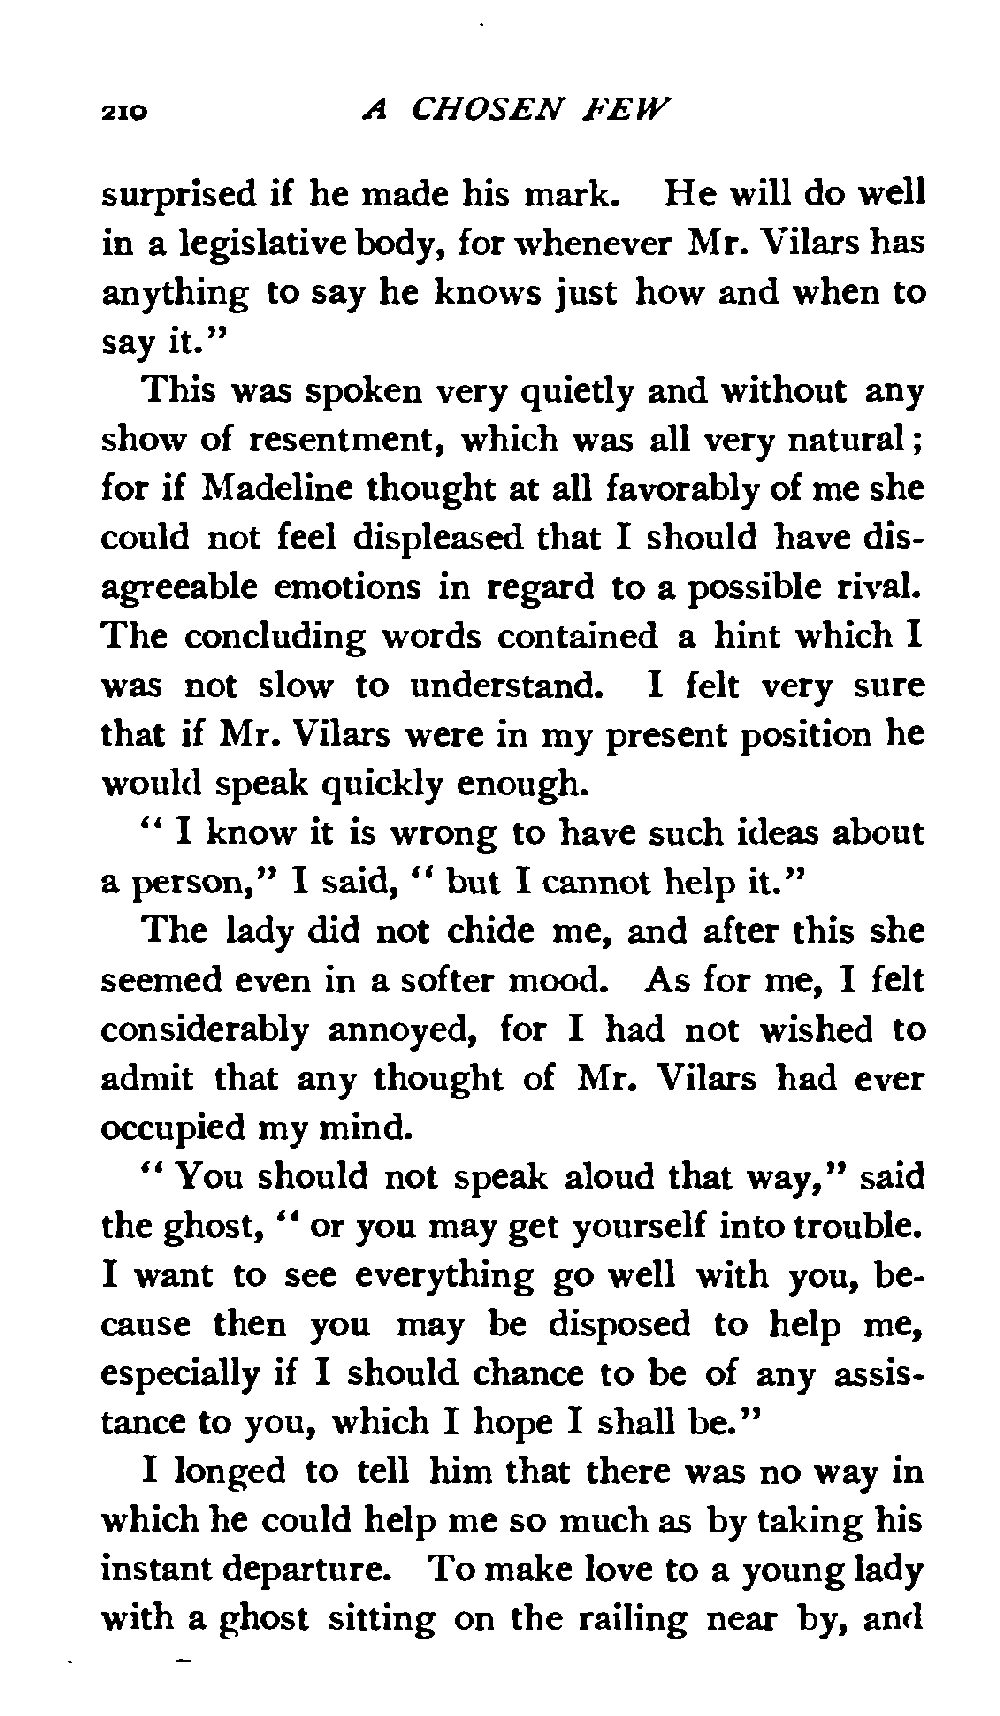 210 A CHOSEN FEW
surprised if he made his mark. He will do well
in a legislative body, for whenever Mr. Vilars has
anything to say he knows just how and when to
say it."
This was spoken very quietly and without any
show of resentment, which was all very natural ;
for if Madeline thought at all favorably of me she
could not feel displeased that I should have dis-
agreeable emotions in regard to a possible rival.
The concluding words contained a hint which I
was not slow to understand. I felt very sure
that if Mr. Vilars were in my present position he
would speak quickly enough.
" I know it is wrong to have such ideas about
a person," I said, " but I cannot help it."
The lady did not chide me, and after this she
seemed even in a softer mood. As for me, I felt
considerably annoyed, for I had not wished to
admit that any thought of Mr. Vilars had ever
occupied my mind.
" You should not speak aloud that way," said
the ghost, " or you may get yourself into trouble.
I want to see everything go well with you, be-
cause then you may be disposed to help me,
especially if I should chance to be of any assis-
tance to you, which I hope I shall be."
I longed to tell him that there was no way in
which he could help me so much as by taking his
instant departure. To make love to a young lady
with a ghost sitting on the railing near by, and